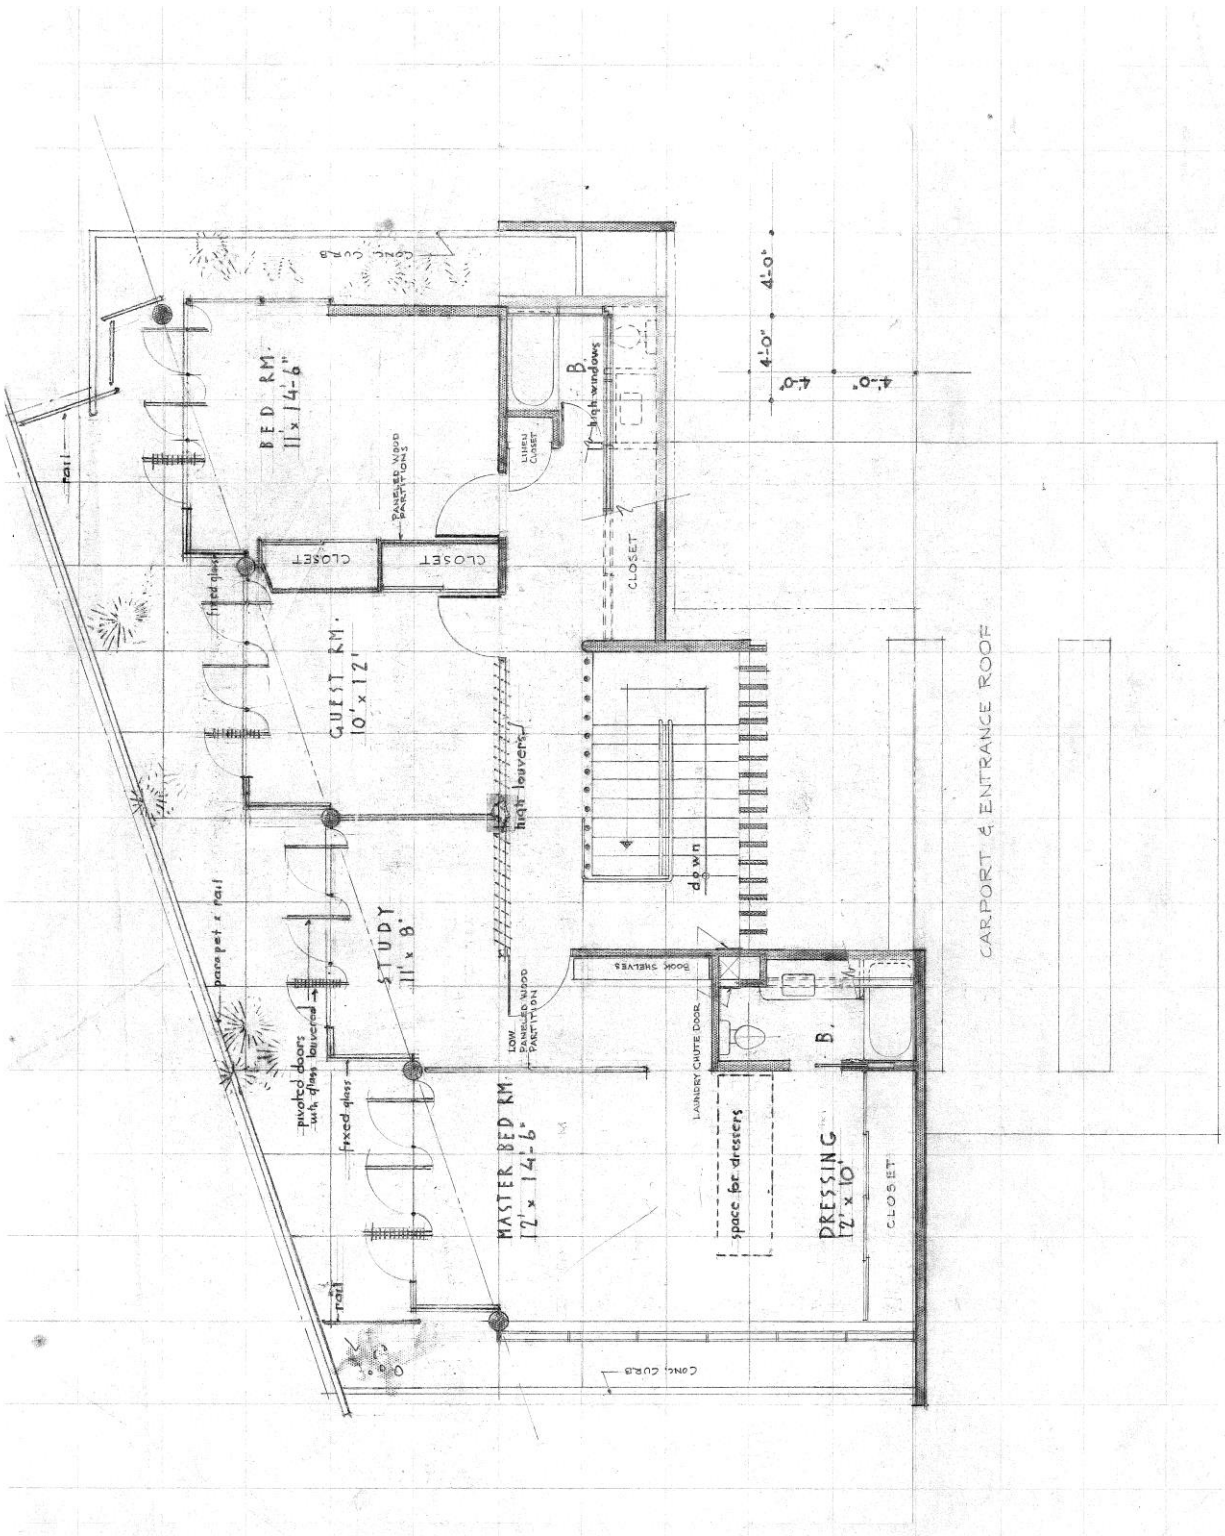 rail
CONC. CURB
BED RM.
11' x 14'-6"
PANELED WOOD
PARTITIONS
LINEN
CLOSET
B.
high windows
4'-0"
4'-0"
4'-0"
4'-0"
fixed glass
CLOSET
CLOSET
CLOSET
GUEST RM.
10' x 12'
high louvers
down
parapet & rail
STUDY
11' x 8'
pivoted doors
with glass louvered
fixed glass
LOW
PANELED WOOD
PARTITION
BOOK SHELVES
LAUNDRY CHUTE DOOR
B.
MASTER BED RM.
12' x 14'-6"
space for dressers
DRESSING
12' x 10'
CLOSET
rail
CONC. CURB
CARPORT & ENTRANCE ROOF